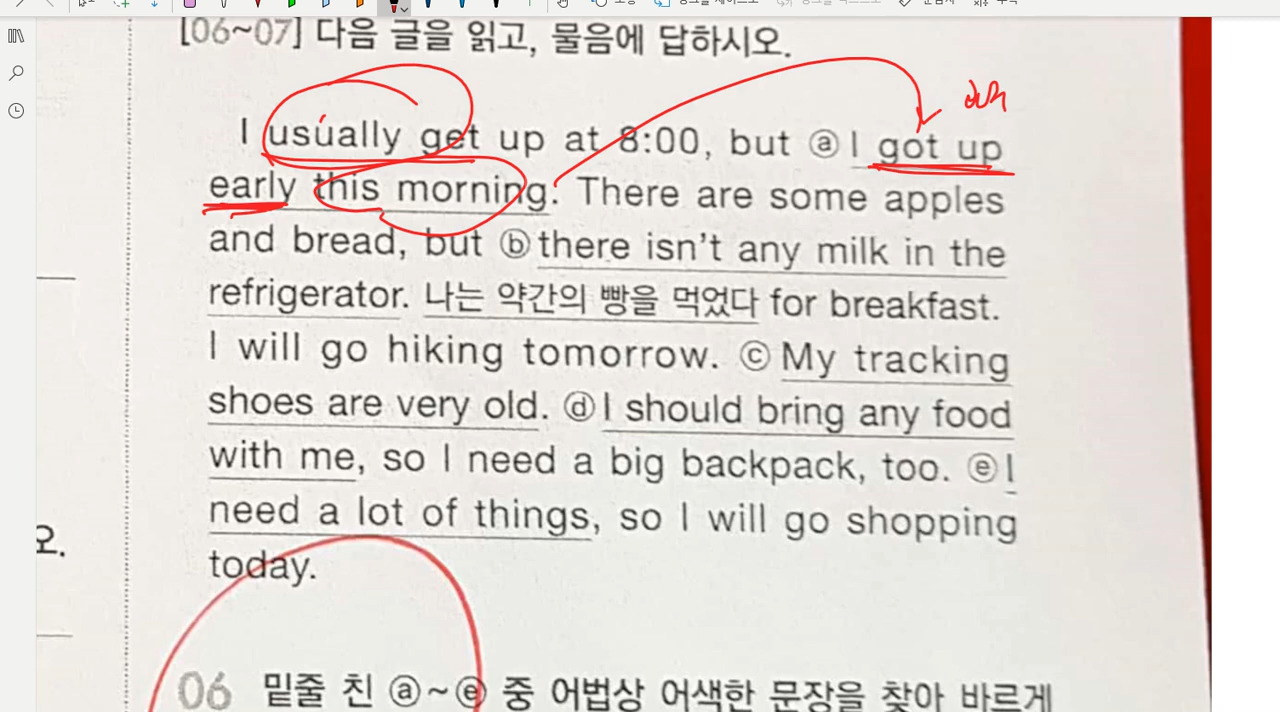 [06~07] 다음 글을 읽고, 물음에 답하시오.
I usually get up at 8:00, but ⓐ I got up
early this morning. There are some apples
and bread, but ⓑ there isn't any milk in the
refrigerator. 나는 약간의 빵을 먹었다 for breakfast.
I will go hiking tomorrow. ⓒ My tracking
shoes are very old. ⓓ I should bring any food
with me, so I need a big backpack, too. ⓔ I
need a lot of things, so I will go shopping
오.
today.
06 밑줄 친 ⓐ~ⓔ 중 어법상 어색한 문장을 찾아 바르게